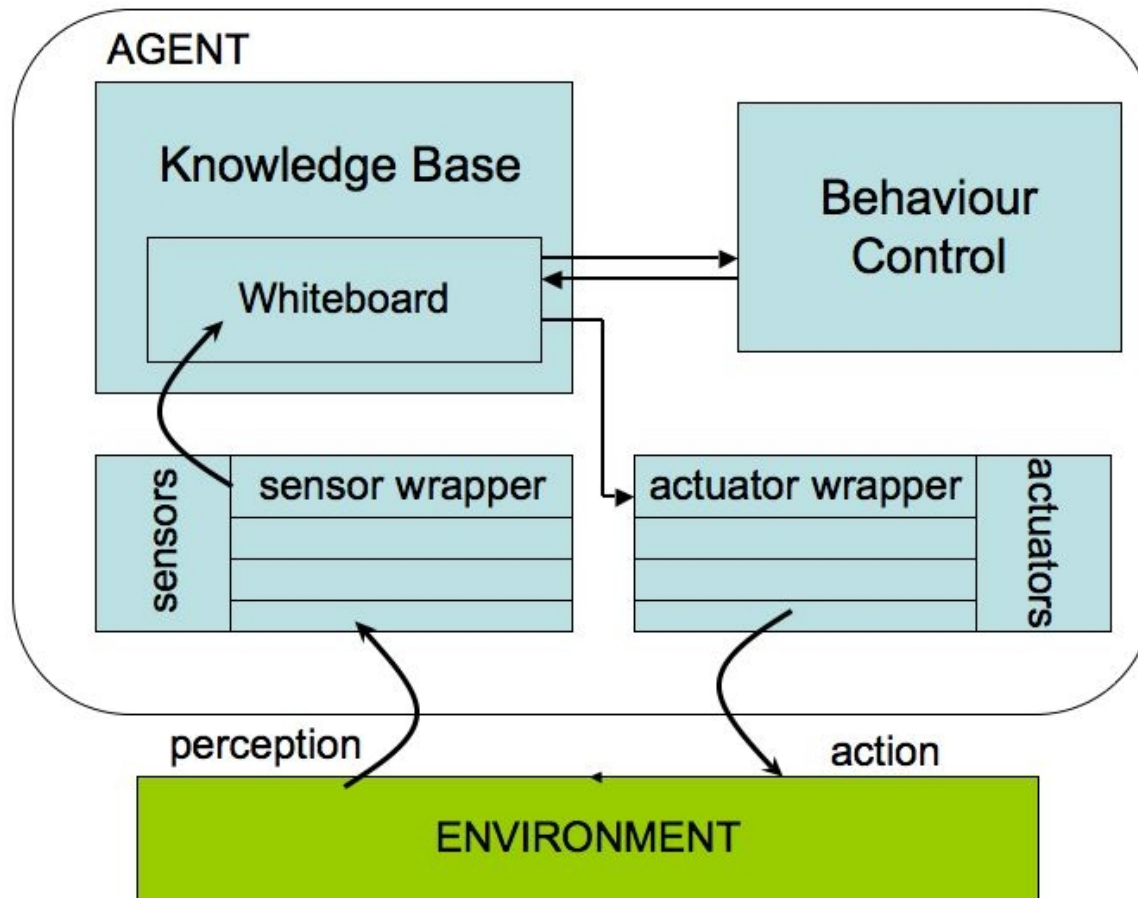 AGENT
Knowledge Base
Whiteboard
Behaviour
Control
sensors
sensor wrapper
actuator wrapper
actuators
perception
action
ENVIRONMENT